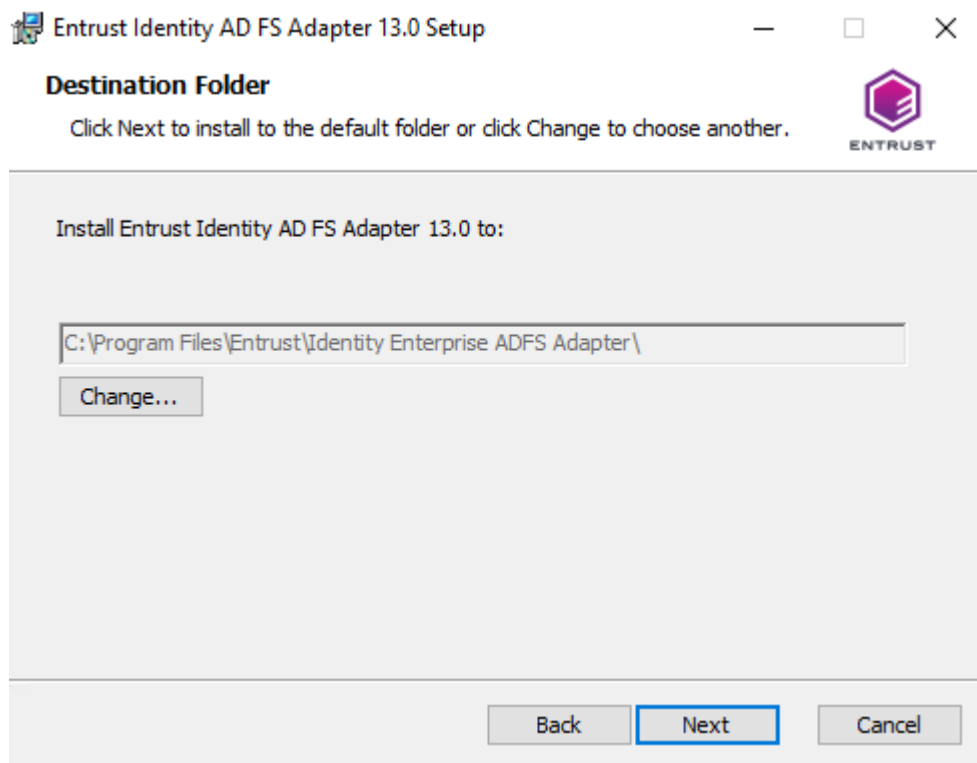 Entrust Identity AD FS Adapter 13.0 Setup
Destination Folder
Click Next to install to the default folder or click Change to choose another.
ENTRUST
Install Entrust Identity AD FS Adapter 13.0 to:
C:\Program Files\Entrust\Identity Enterprise ADFS Adapter\
Change...
Back Next Cancel